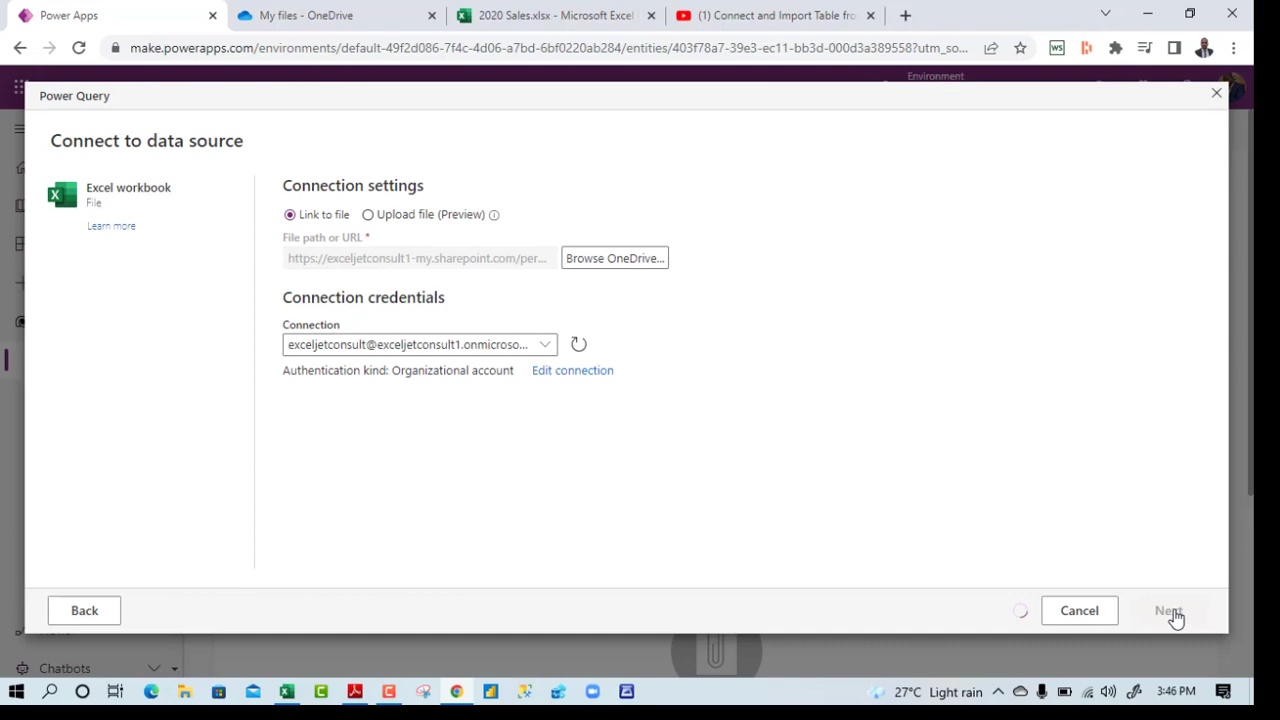 Power Apps
My files - OneDrive
2020 Sales.xlsx - Microsoft Excel
(1) Connect and Import Table fro
make.powerapps.com/environments/default-49f2d086-7f4c-4d06-a7bd-6bf0220ab284/entities/403f78a7-39e3-ec11-bb3d-000d3a389558?utm_so...
WS
Environment
Power Query
Connect to data source
Excel workbook
File
Learn more
Connection settings
Link to file
Upload file (Preview)
File path or URL *
https://exceljetconsult1-my.sharepoint.com/per...
Browse OneDrive...
Connection credentials
Connection
exceljetconsult@exceljetconsult1.onmicroso...
Authentication kind: Organizational account
Edit connection
Back
Cancel
Next
Chatbots
27°C Light rain
3:46 PM